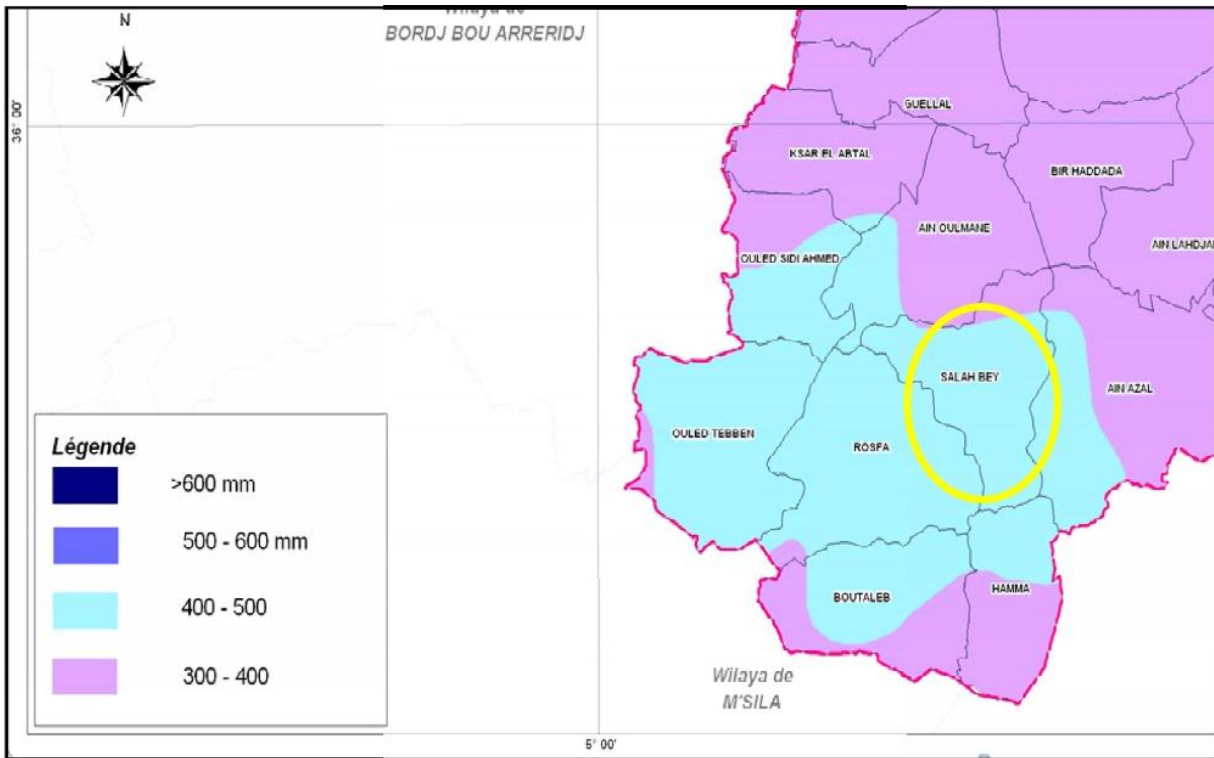 Wilaya de
BORDJ BOU ARRERIDJ
N
36° 00'
GUELLAL
KSAR EL ABTAL
BIR HADDADA
AIN OULMANE
AIN LAHDJA
OULED SIDI AHMED
SALAH BEY
AIN AZAL
OULED TEBBEN
ROSFA
BOUTALEB
HAMMA
Légende
>600 mm
500 - 600 mm
400 - 500
300 - 400
Wilaya de
M'SILA
5° 00'